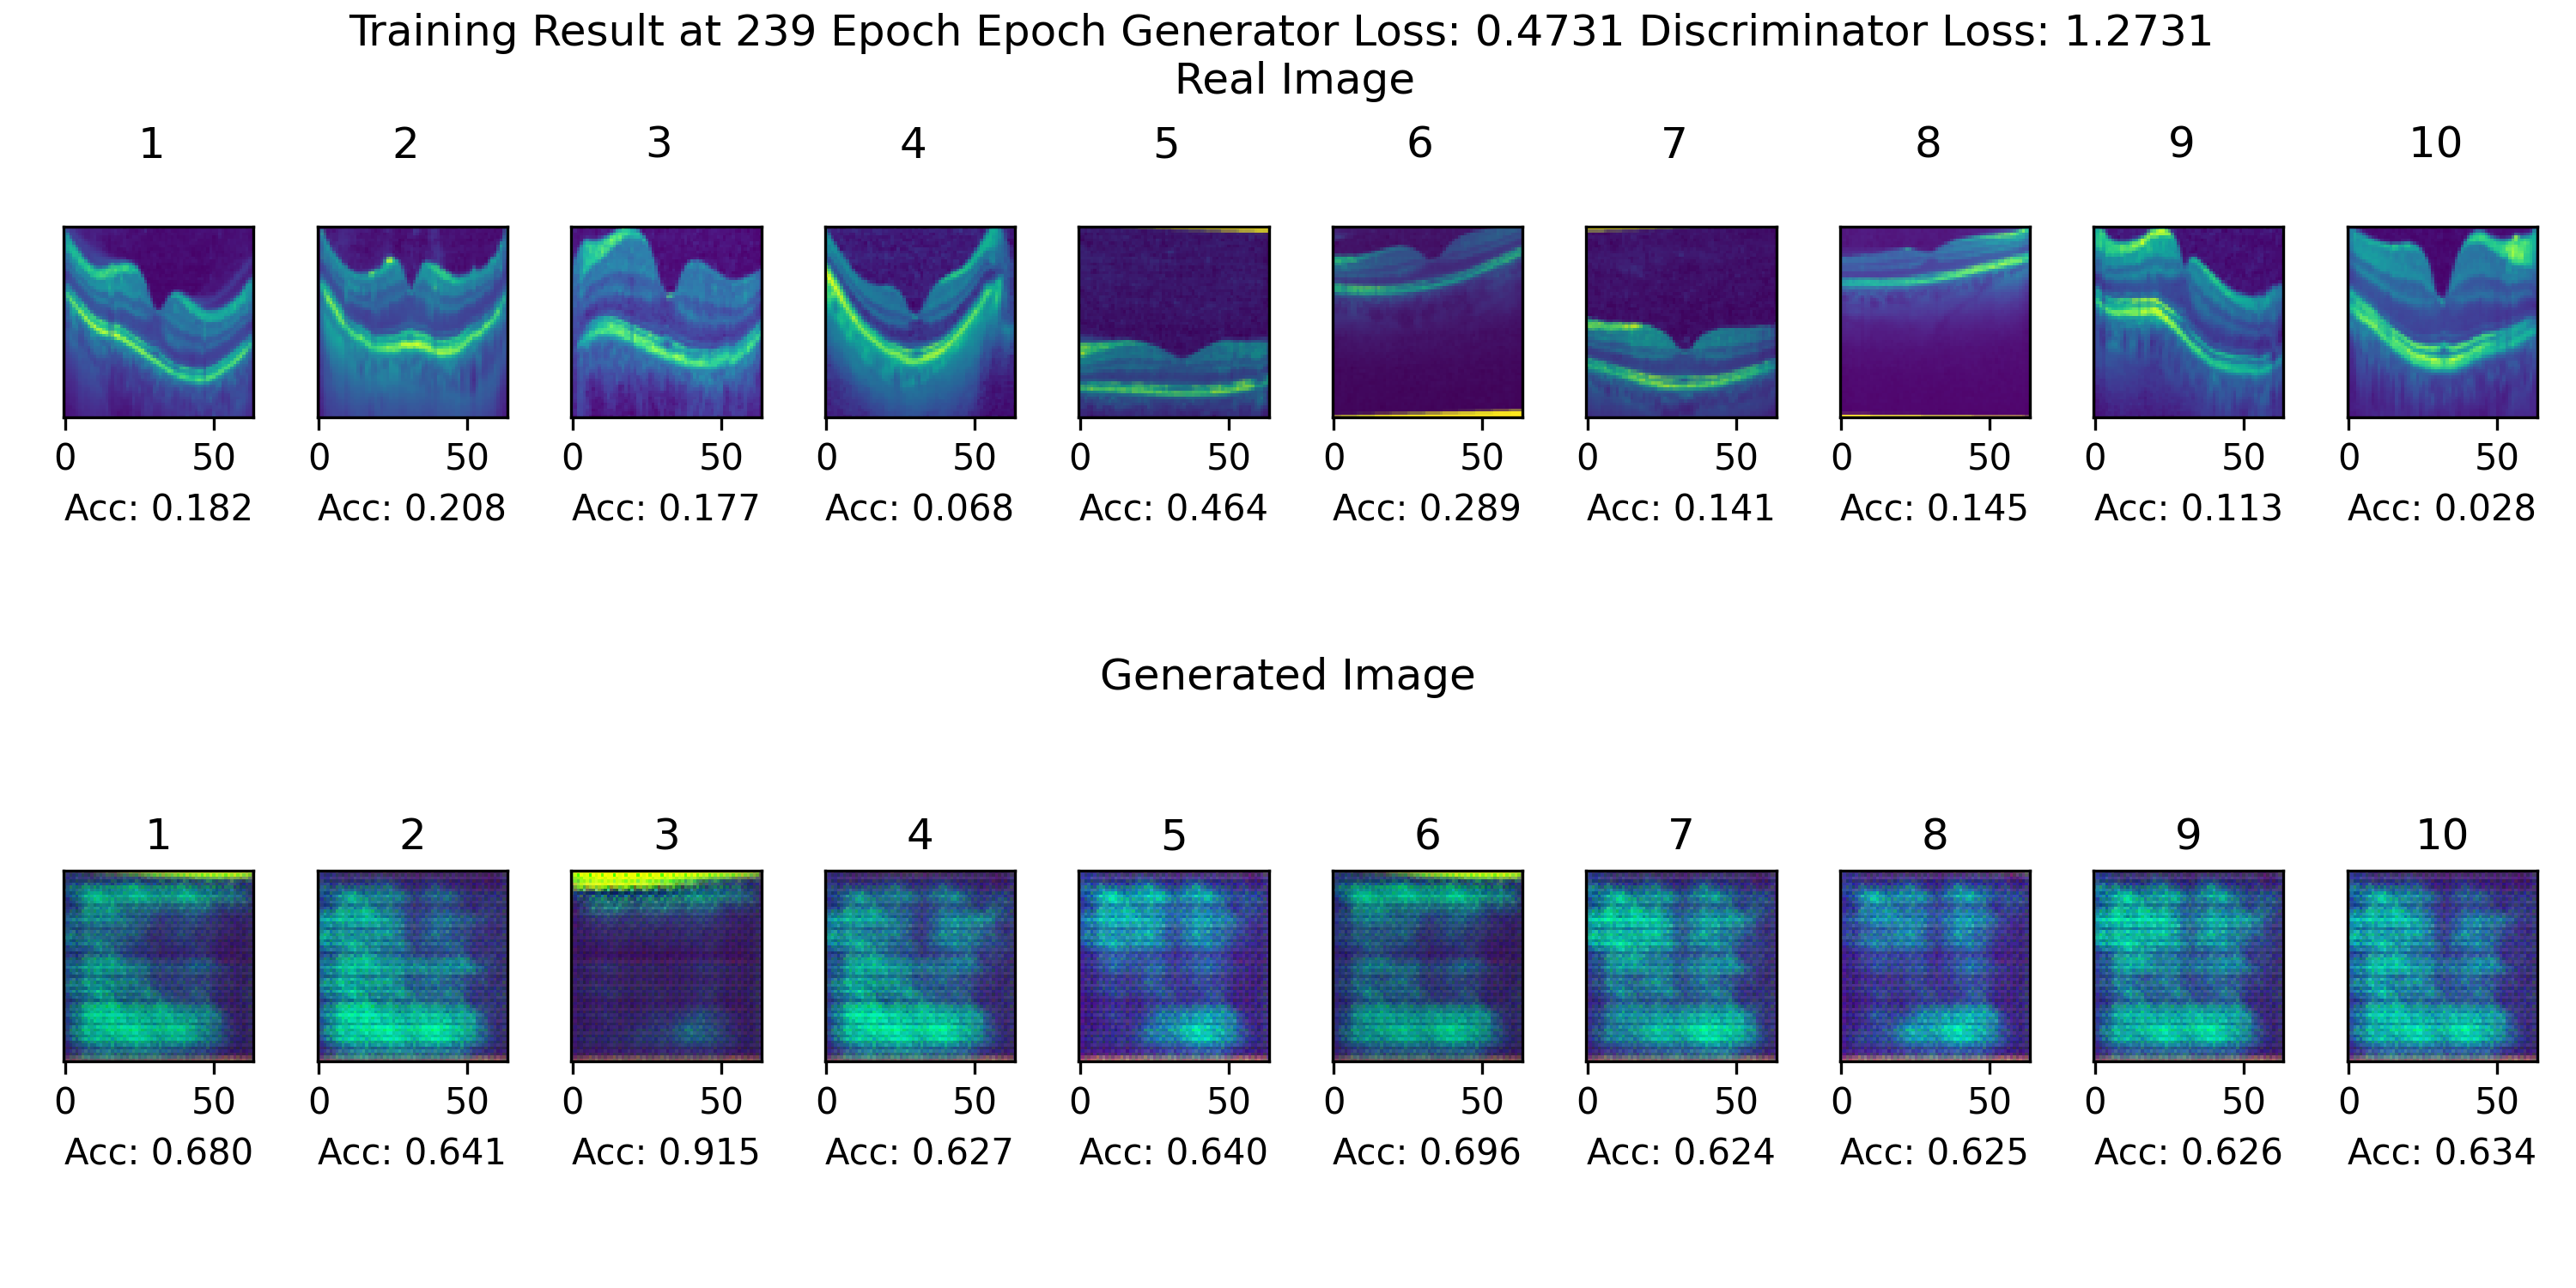 Training Result at 239 Epoch Epoch Generator Loss: 0.4731 Discriminator Loss: 1.2731
Real Image
1 2 3 4 5 6 7 8 9 10
0 50 0 50 0 50 0 50 0 50 0 50 0 50 0 50 0 50 0 50
Acc: 0.182 Acc: 0.208 Acc: 0.177 Acc: 0.068 Acc: 0.464 Acc: 0.289 Acc: 0.141 Acc: 0.145 Acc: 0.113 Acc: 0.028
Generated Image
1 2 3 4 5 6 7 8 9 10
0 50 0 50 0 50 0 50 0 50 0 50 0 50 0 50 0 50 0 50
Acc: 0.680 Acc: 0.641 Acc: 0.915 Acc: 0.627 Acc: 0.640 Acc: 0.696 Acc: 0.624 Acc: 0.625 Acc: 0.626 Acc: 0.634